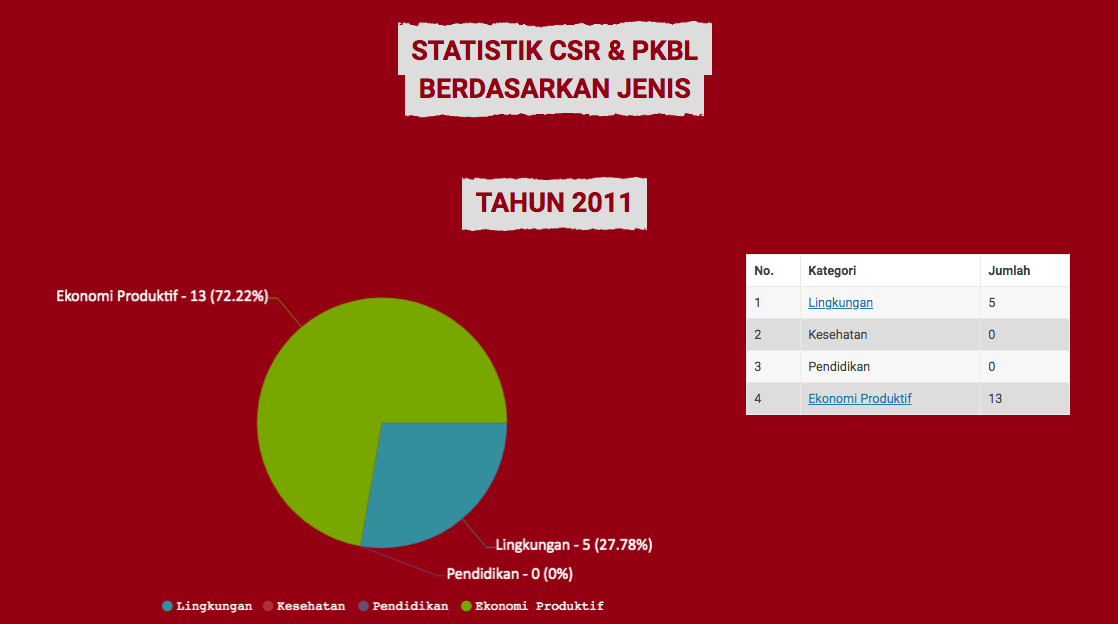 STATISTIK CSR & PKBL
BERDASARKAN JENIS
TAHUN 2011
Ekonomi Produktif - 13 (72.22%)
Lingkungan - 5 (27.78%)
Pendidikan - 0 (0%)
Lingkungan Kesehatan Pendidikan Ekonomi Produktif
No. Kategori Jumlah
1 Lingkungan 5
2 Kesehatan 0
3 Pendidikan 0
4 Ekonomi Produktif 13